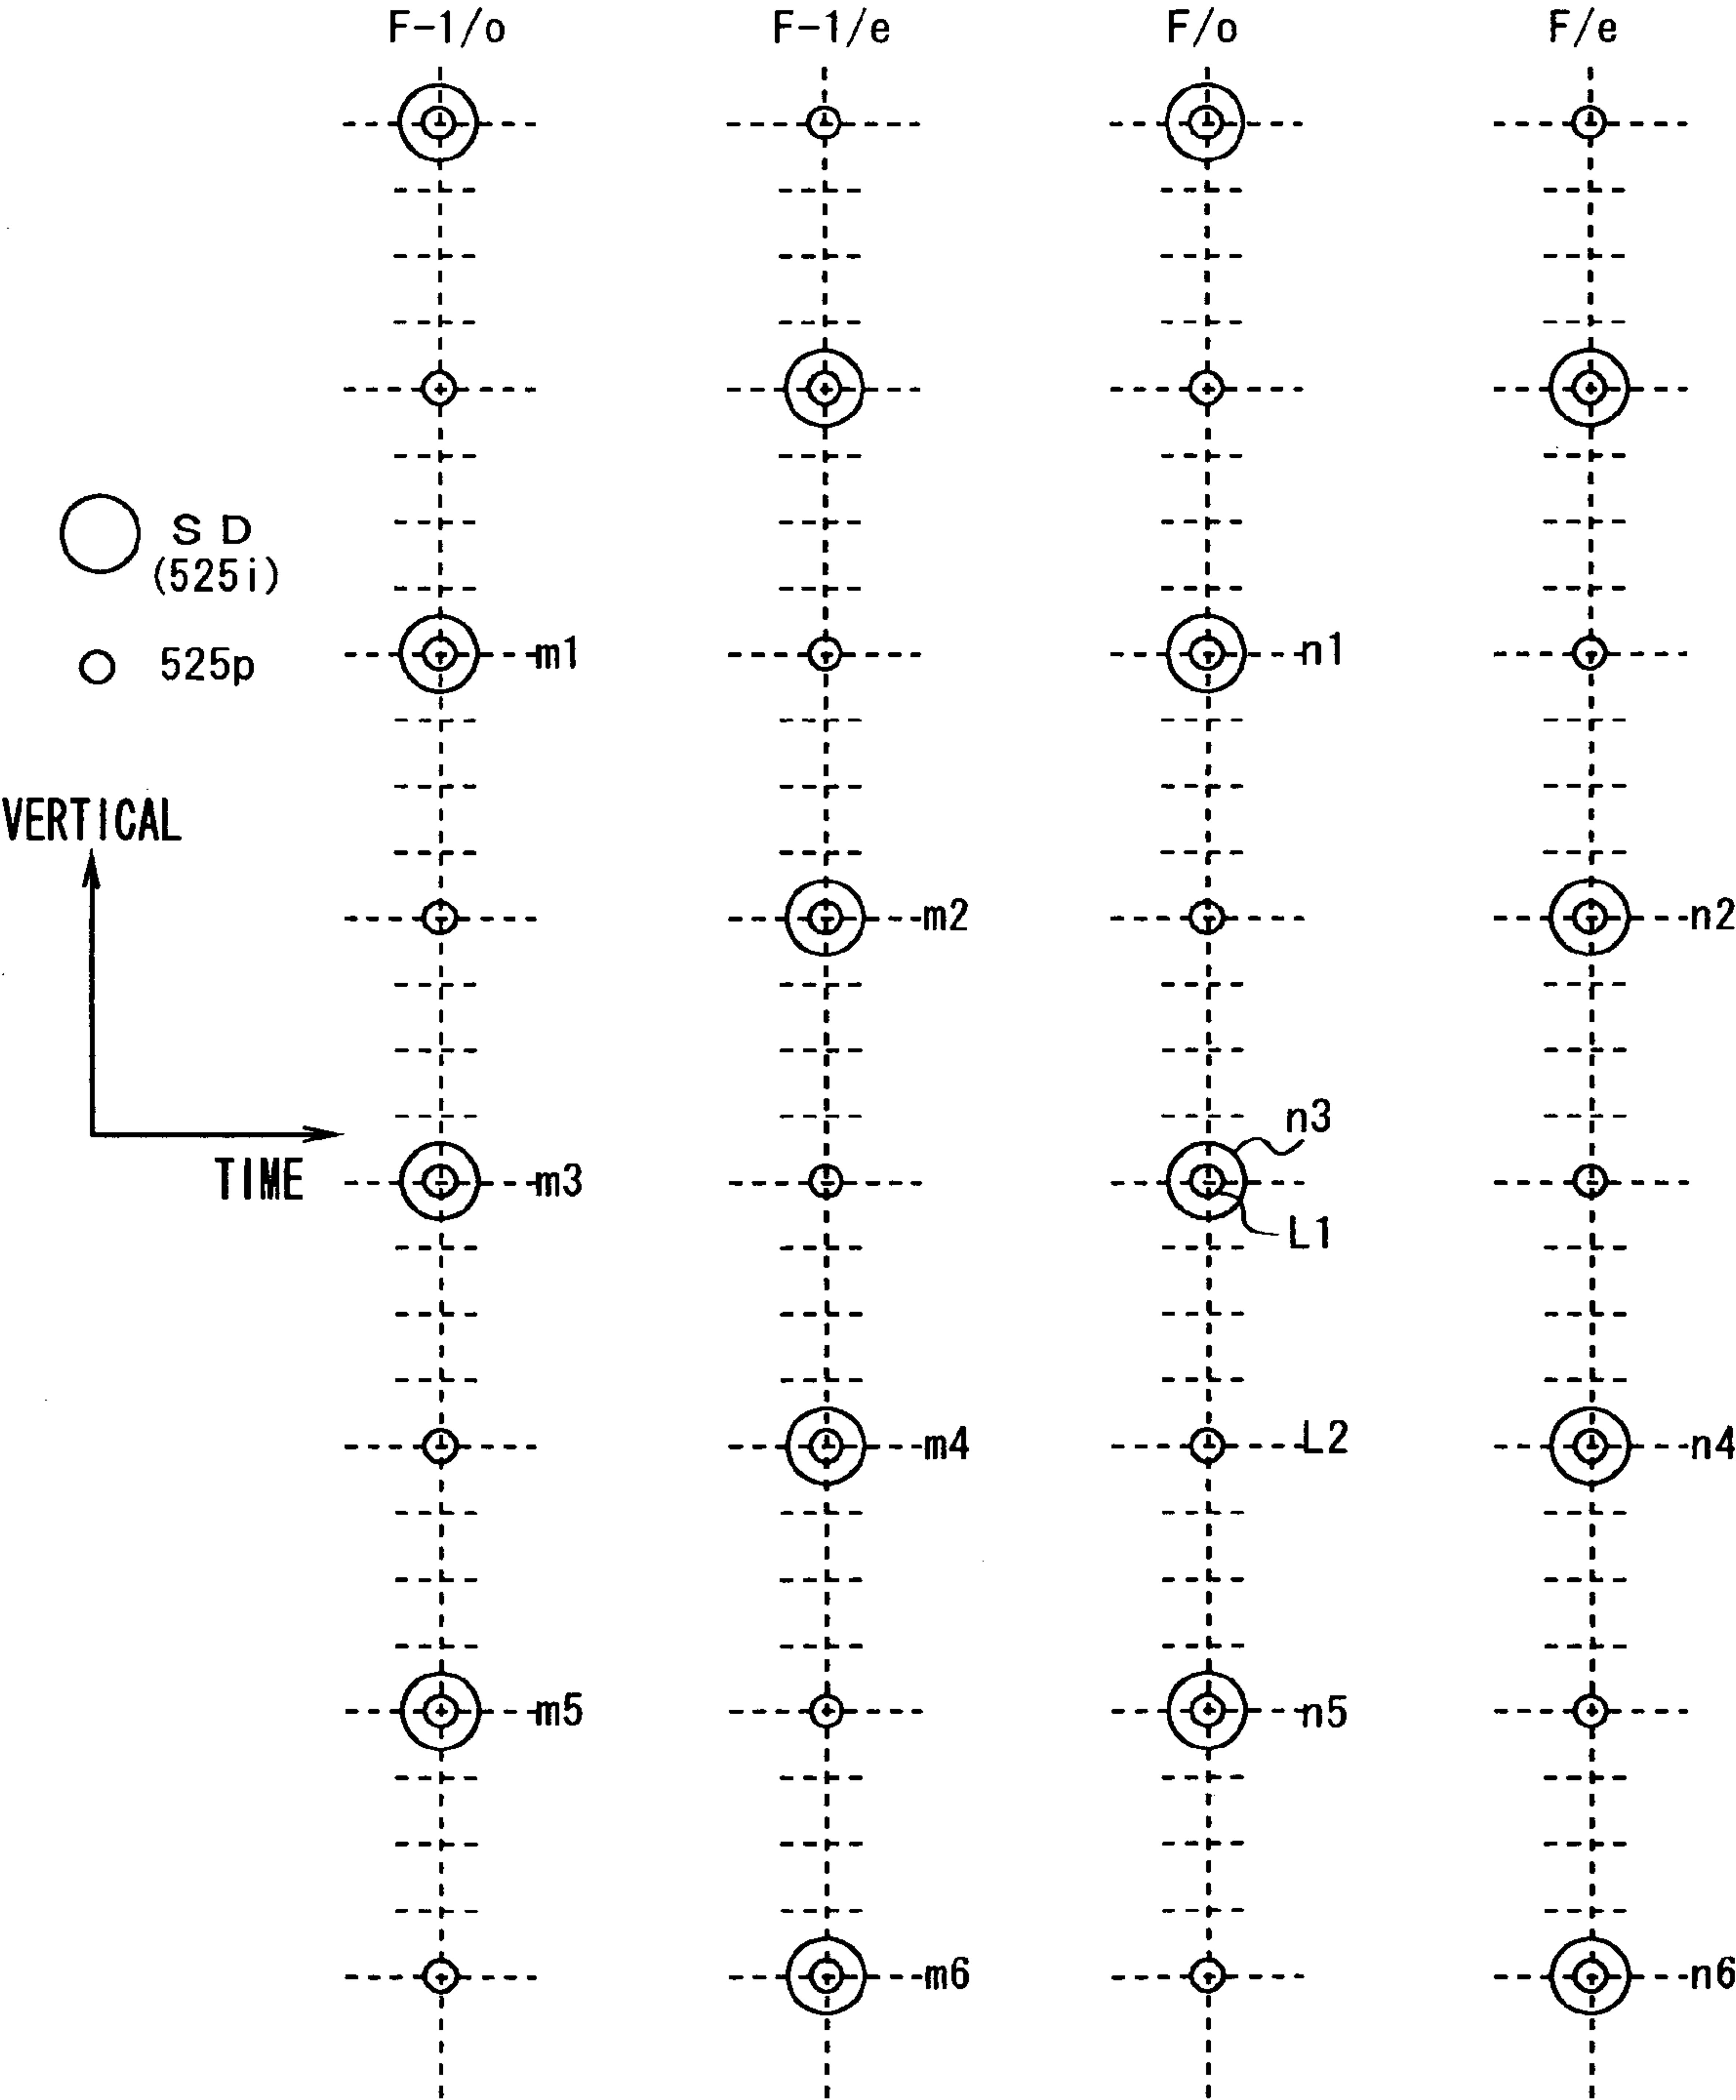 F-1/o F-1/e F/o F/e
S D
(525i)
525p
m1 n1
VERTICAL
m2 n2
n3
TIME
m3
L1
m4 L2 n4
m5 n5
m6 n6